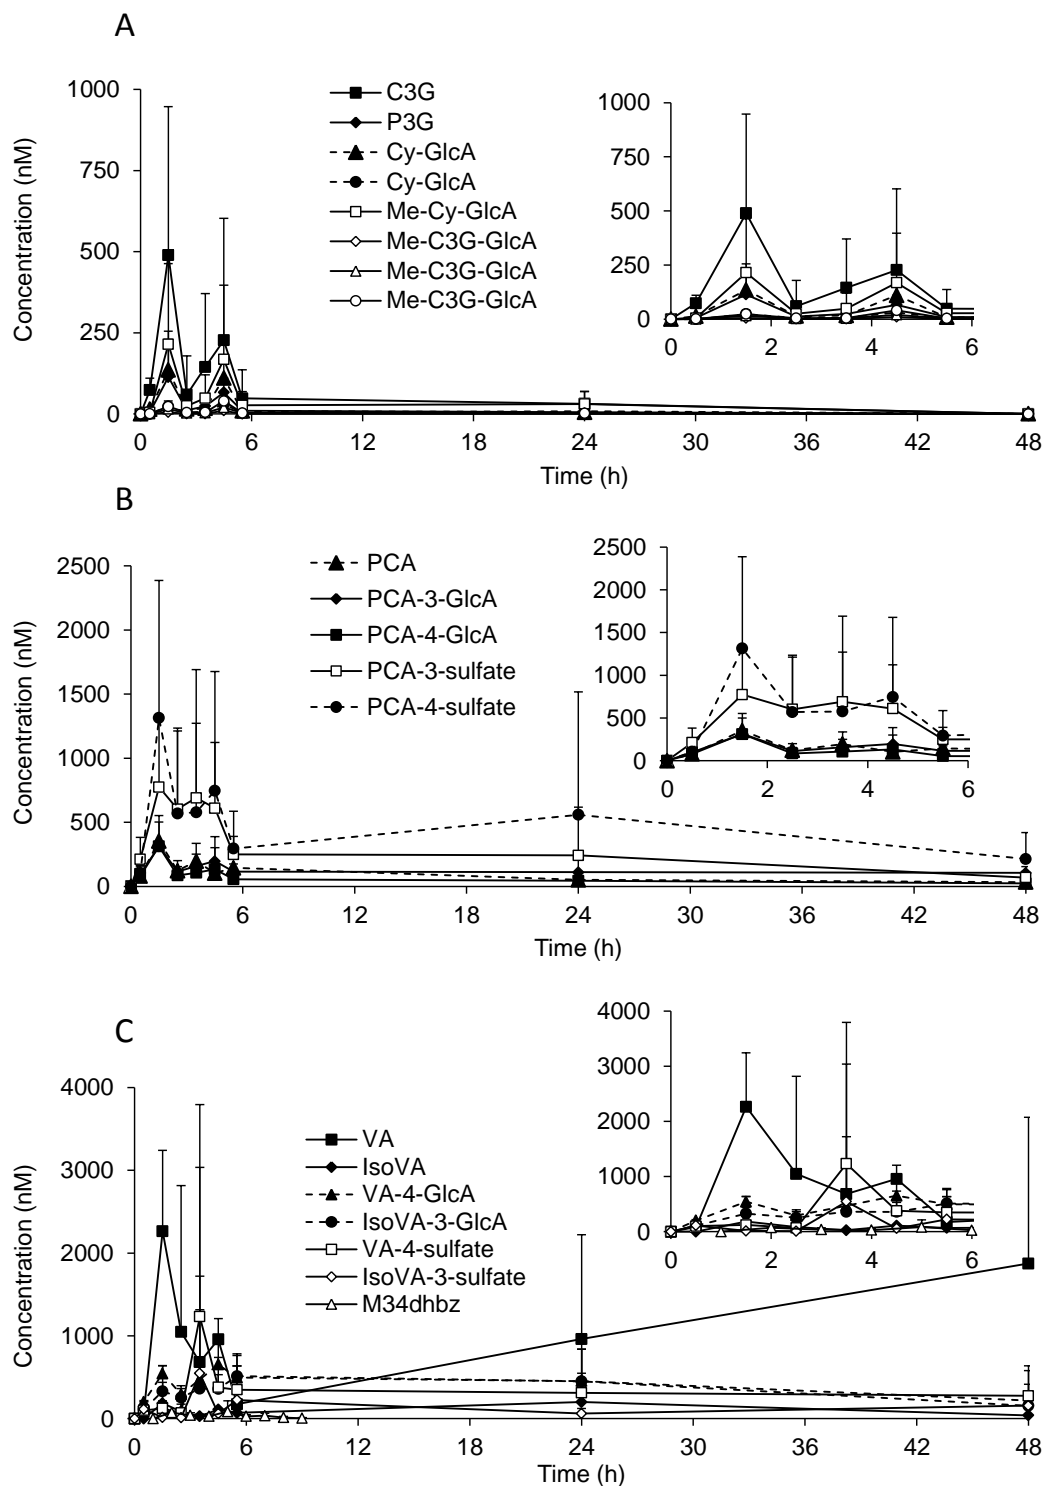 A
1000
750
500
250
0
Concentration (nM)
C3G
P3G
Cy-GlcA
Cy-GlcA
Me-Cy-GlcA
Me-C3G-GlcA
Me-C3G-GlcA
Me-C3G-GlcA
1000
750
500
250
0
0 2 4 6
0 6 12 18 24 30 36 42 48
Time (h)
B
2500
2000
1500
1000
500
0
Concentration (nM)
PCA
PCA-3-GlcA
PCA-4-GlcA
PCA-3-sulfate
PCA-4-sulfate
2500
2000
1500
1000
500
0
0 2 4 6
0 6 12 18 24 30 36 42 48
Time (h)
C
4000
3000
2000
1000
0
Concentration (nM)
VA
IsoVA
VA-4-GlcA
IsoVA-3-GlcA
VA-4-sulfate
IsoVA-3-sulfate
M34dhbz
4000
3000
2000
1000
0
0 2 4 6
0 6 12 18 24 30 36 42 48
Time (h)